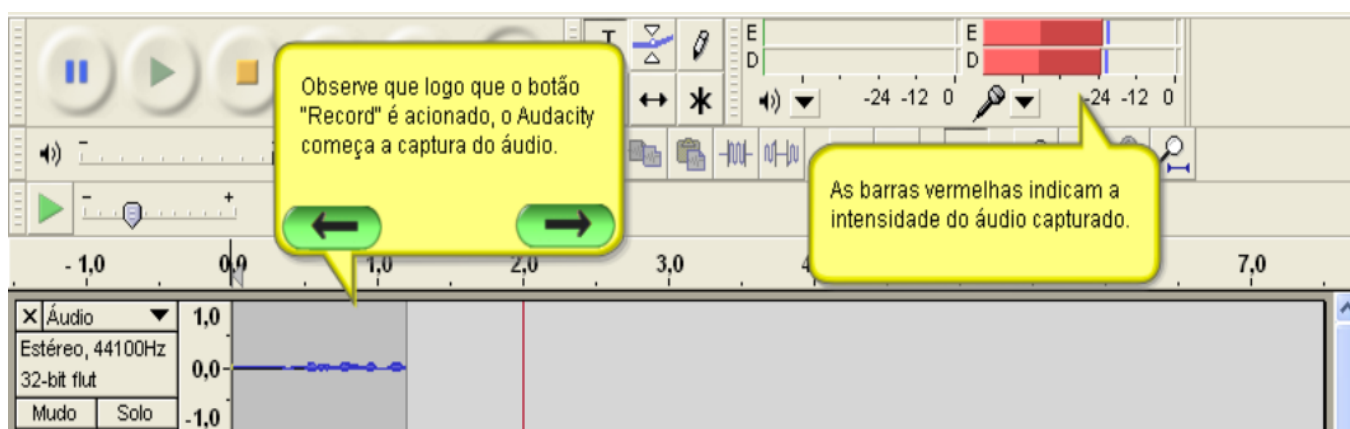 E
D
E
D
-24 -12 0
-24 -12 0
Observe que logo que o botão
"Record" é acionado, o Audacity
começa a captura do áudio.
As barras vermelhas indicam a
intensidade do áudio capturado.
- +
- 1,0 0,0 1,0 2,0 3,0 7,0
X Áudio
Estéreo, 44100Hz
32-bit flut
Mudo Solo
1,0
0,0
-1,0